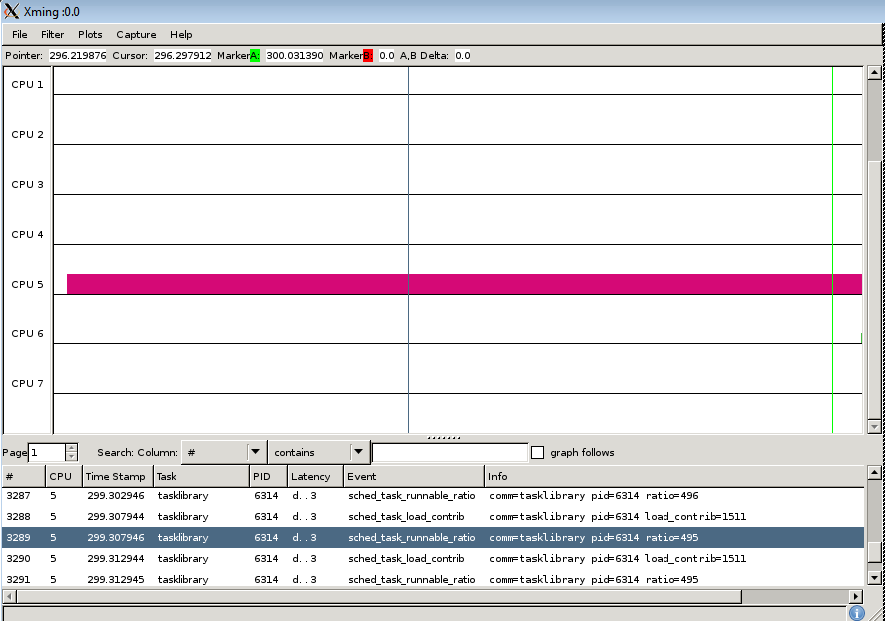 Xming :0.0
File Filter Plots Capture Help
Pointer: 296.219876 Cursor: 296.297912 MarkerA: 300.031390 MarkerB: 0.0 A,B Delta: 0.0
CPU 1
CPU 2
CPU 3
CPU 4
CPU 5
CPU 6
CPU 7
Page 1 Search: Column: # contains graph follows
# CPU Time Stamp Task PID Latency Event Info
3287 5 299.302946 tasklibrary 6314 d..3 sched_task_runnable_ratio comm=tasklibrary pid=6314 ratio=496
3288 5 299.307944 tasklibrary 6314 d..3 sched_task_load_contrib comm=tasklibrary pid=6314 load_contrib=1511
3289 5 299.307946 tasklibrary 6314 d..3 sched_task_runnable_ratio comm=tasklibrary pid=6314 ratio=495
3290 5 299.312944 tasklibrary 6314 d..3 sched_task_load_contrib comm=tasklibrary pid=6314 load_contrib=1511
3291 5 299.312945 tasklibrary 6314 d..3 sched_task_runnable_ratio comm=tasklibrary pid=6314 ratio=495